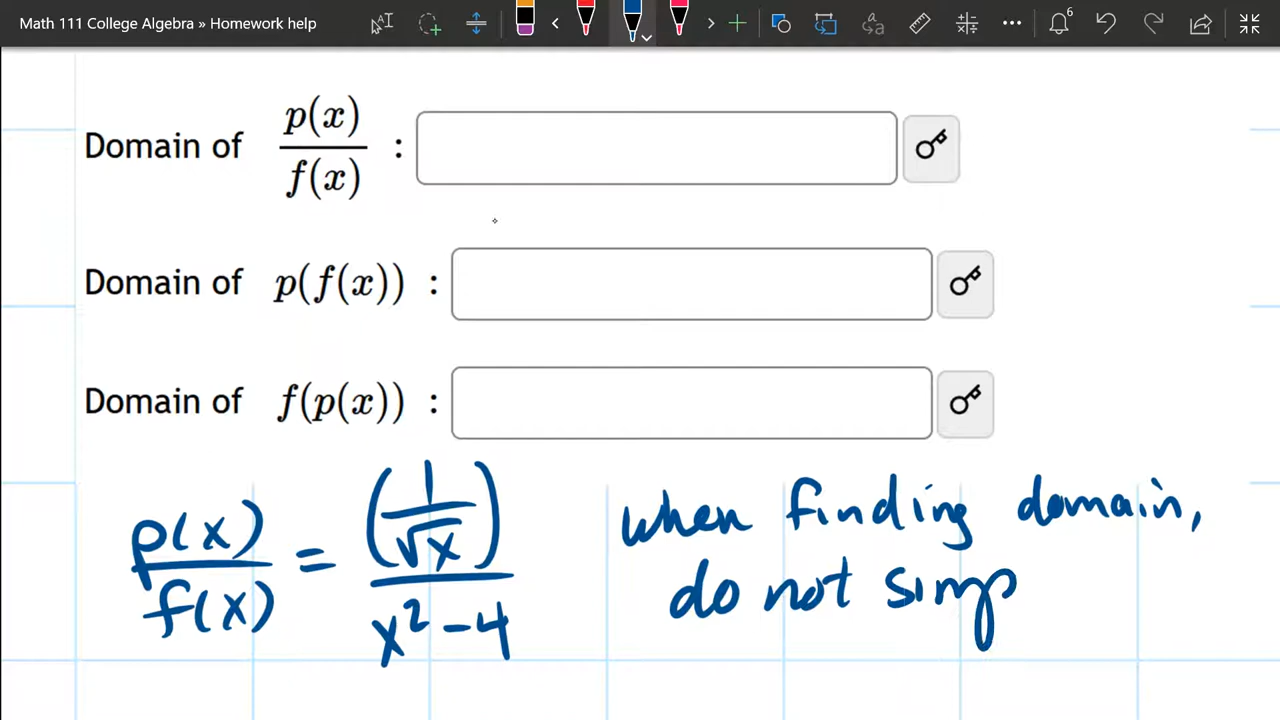 Math 111 College Algebra » Homework help
6
Domain of p(x)/f(x) :
Domain of p(f(x)) :
Domain of f(p(x)) :
p(x)/f(x) = (1/√x)/(x² - 4)
when finding domain,
do not simp